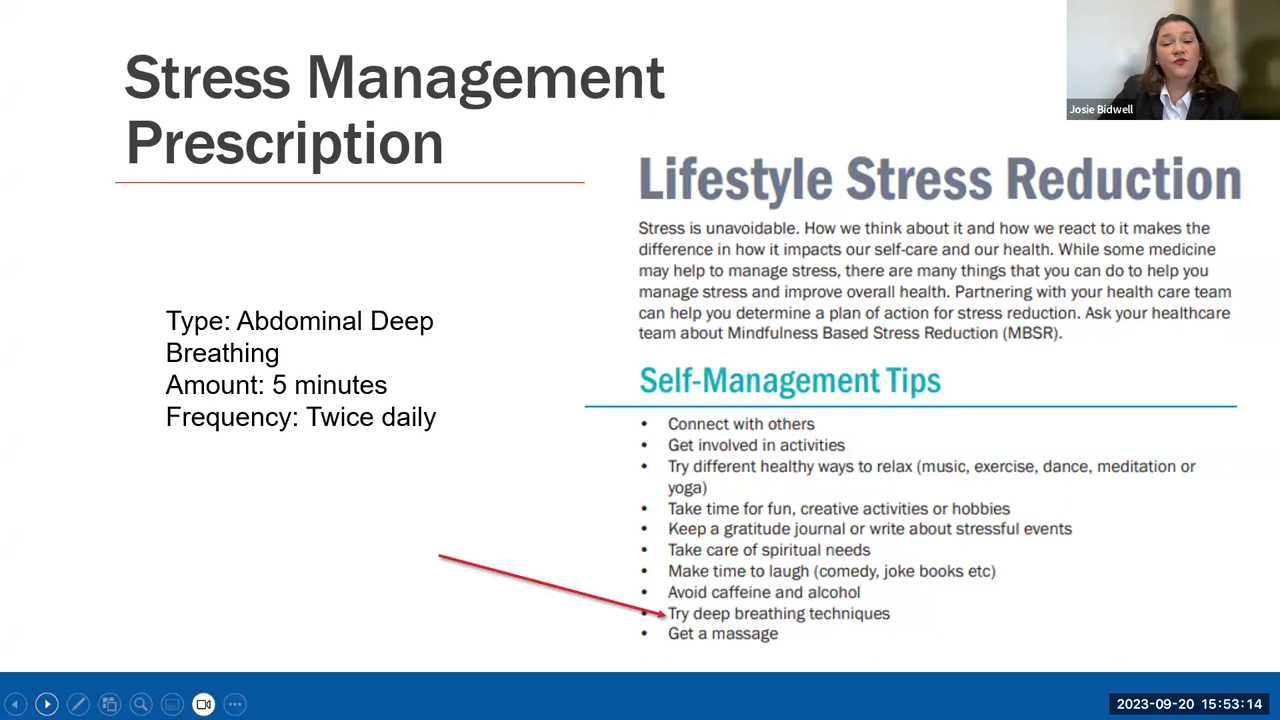 Stress Management
Prescription
Josie Bidwell
Type: Abdominal Deep
Breathing
Amount: 5 minutes
Frequency: Twice daily
Lifestyle Stress Reduction
Stress is unavoidable. How we think about it and how we react to it makes the
difference in how it impacts our self-care and our health. While some medicine
may help to manage stress, there are many things that you can do to help you
manage stress and improve overall health. Partnering with your health care team
can help you determine a plan of action for stress reduction. Ask your healthcare
team about Mindfulness Based Stress Reduction (MBSR).
Self-Management Tips
• Connect with others
• Get involved in activities
• Try different healthy ways to relax (music, exercise, dance, meditation or
yoga)
• Take time for fun, creative activities or hobbies
• Keep a gratitude journal or write about stressful events
• Take care of spiritual needs
• Make time to laugh (comedy, joke books etc)
• Avoid caffeine and alcohol
• Try deep breathing techniques
• Get a massage
2023-09-20 15:53:14